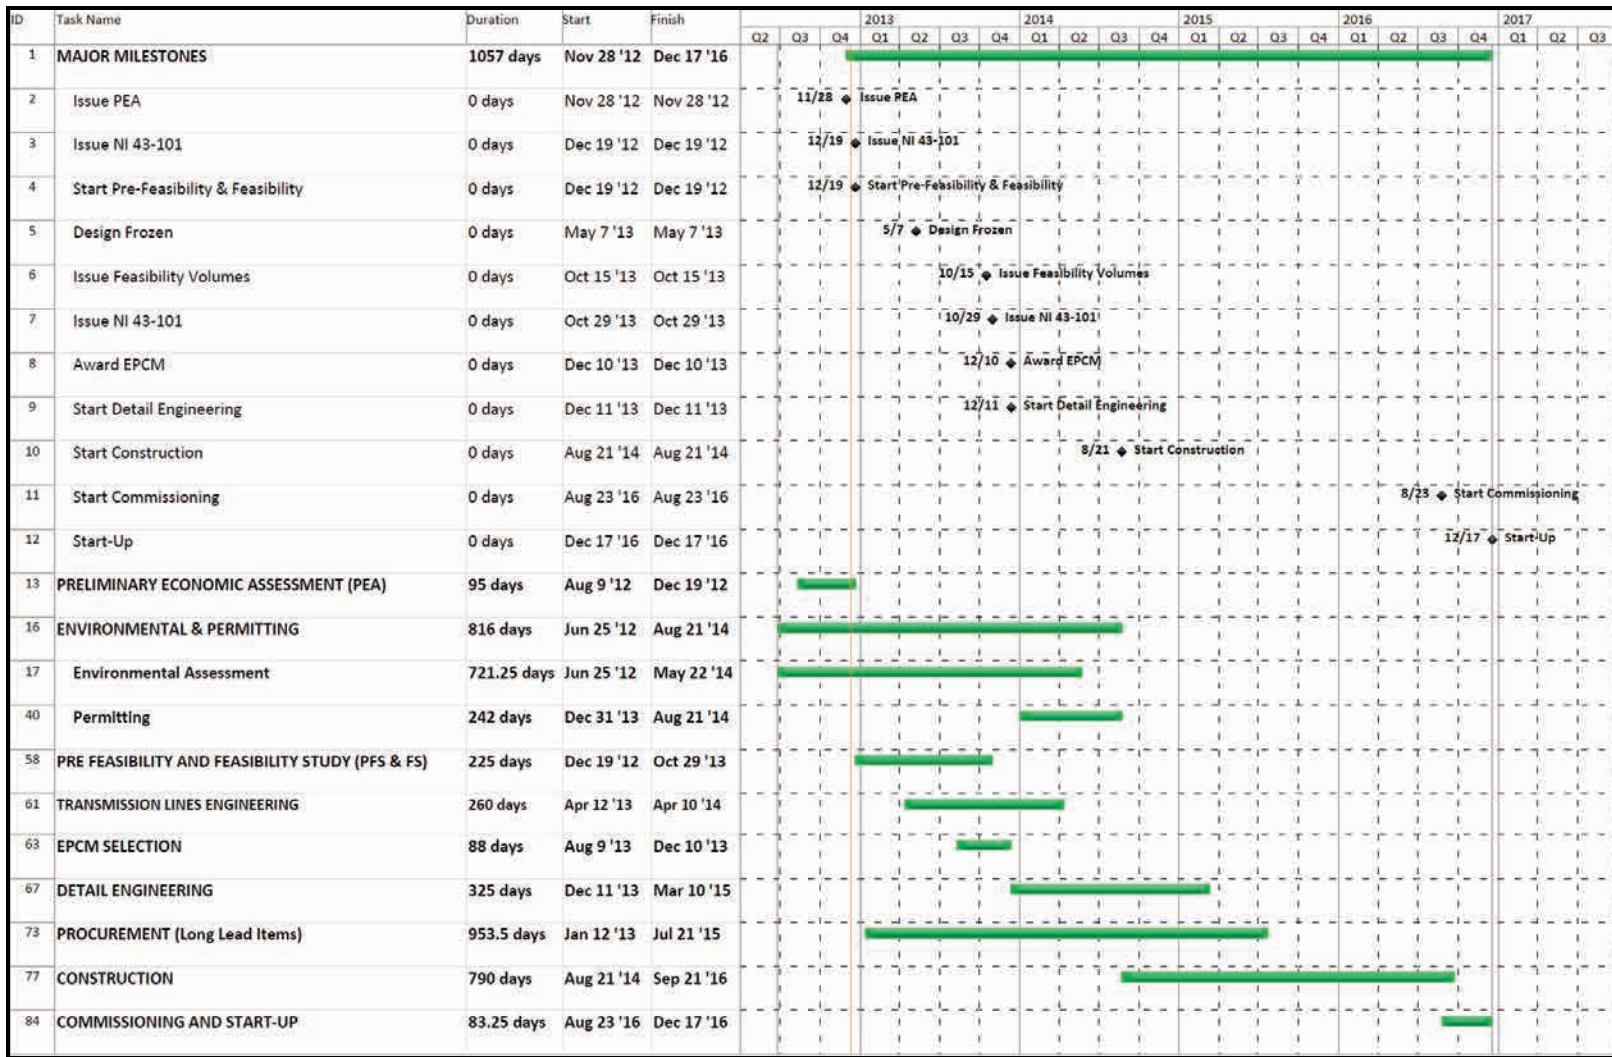 ID Task Name Duration Start Finish 2013 2014 2015 2016 2017
Q2 Q3 Q4 Q1 Q2 Q3 Q4 Q1 Q2 Q3 Q4 Q1 Q2 Q3 Q4 Q1 Q2 Q3 Q4 Q1 Q2 Q3
1 MAJOR MILESTONES 1057 days Nov 28 '12 Dec 17 '16
2 Issue PEA 0 days Nov 28 '12 Nov 28 '12 11/28 Issue PEA
3 Issue NI 43-101 0 days Dec 19 '12 Dec 19 '12 12/19 Issue NI 43-101
4 Start Pre-Feasibility & Feasibility 0 days Dec 19 '12 Dec 19 '12 12/19 Start Pre-Feasibility & Feasibility
5 Design Frozen 0 days May 7 '13 May 7 '13 5/7 Design Frozen
6 Issue Feasibility Volumes 0 days Oct 15 '13 Oct 15 '13 10/15 Issue Feasibility Volumes
7 Issue NI 43-101 0 days Oct 29 '13 Oct 29 '13 10/29 Issue NI 43-101
8 Award EPCM 0 days Dec 10 '13 Dec 10 '13 12/10 Award EPCM
9 Start Detail Engineering 0 days Dec 11 '13 Dec 11 '13 12/11 Start Detail Engineering
10 Start Construction 0 days Aug 21 '14 Aug 21 '14 8/21 Start Construction
11 Start Commissioning 0 days Aug 23 '16 Aug 23 '16 8/23 Start Commissioning
12 Start-Up 0 days Dec 17 '16 Dec 17 '16 12/17 Start-Up
13 PRELIMINARY ECONOMIC ASSESSMENT (PEA) 95 days Aug 9 '12 Dec 19 '12
16 ENVIRONMENTAL & PERMITTING 816 days Jun 25 '12 Aug 21 '14
17 Environmental Assessment 721.25 days Jun 25 '12 May 22 '14
40 Permitting 242 days Dec 31 '13 Aug 21 '14
58 PRE FEASIBILITY AND FEASIBILITY STUDY (PFS & FS) 225 days Dec 19 '12 Oct 29 '13
61 TRANSMISSION LINES ENGINEERING 260 days Apr 12 '13 Apr 10 '14
63 EPCM SELECTION 88 days Aug 9 '13 Dec 10 '13
67 DETAIL ENGINEERING 325 days Dec 11 '13 Mar 10 '15
73 PROCUREMENT (Long Lead Items) 953.5 days Jan 12 '13 Jul 21 '15
77 CONSTRUCTION 790 days Aug 21 '14 Sep 21 '16
84 COMMISSIONING AND START-UP 83.25 days Aug 23 '16 Dec 17 '16